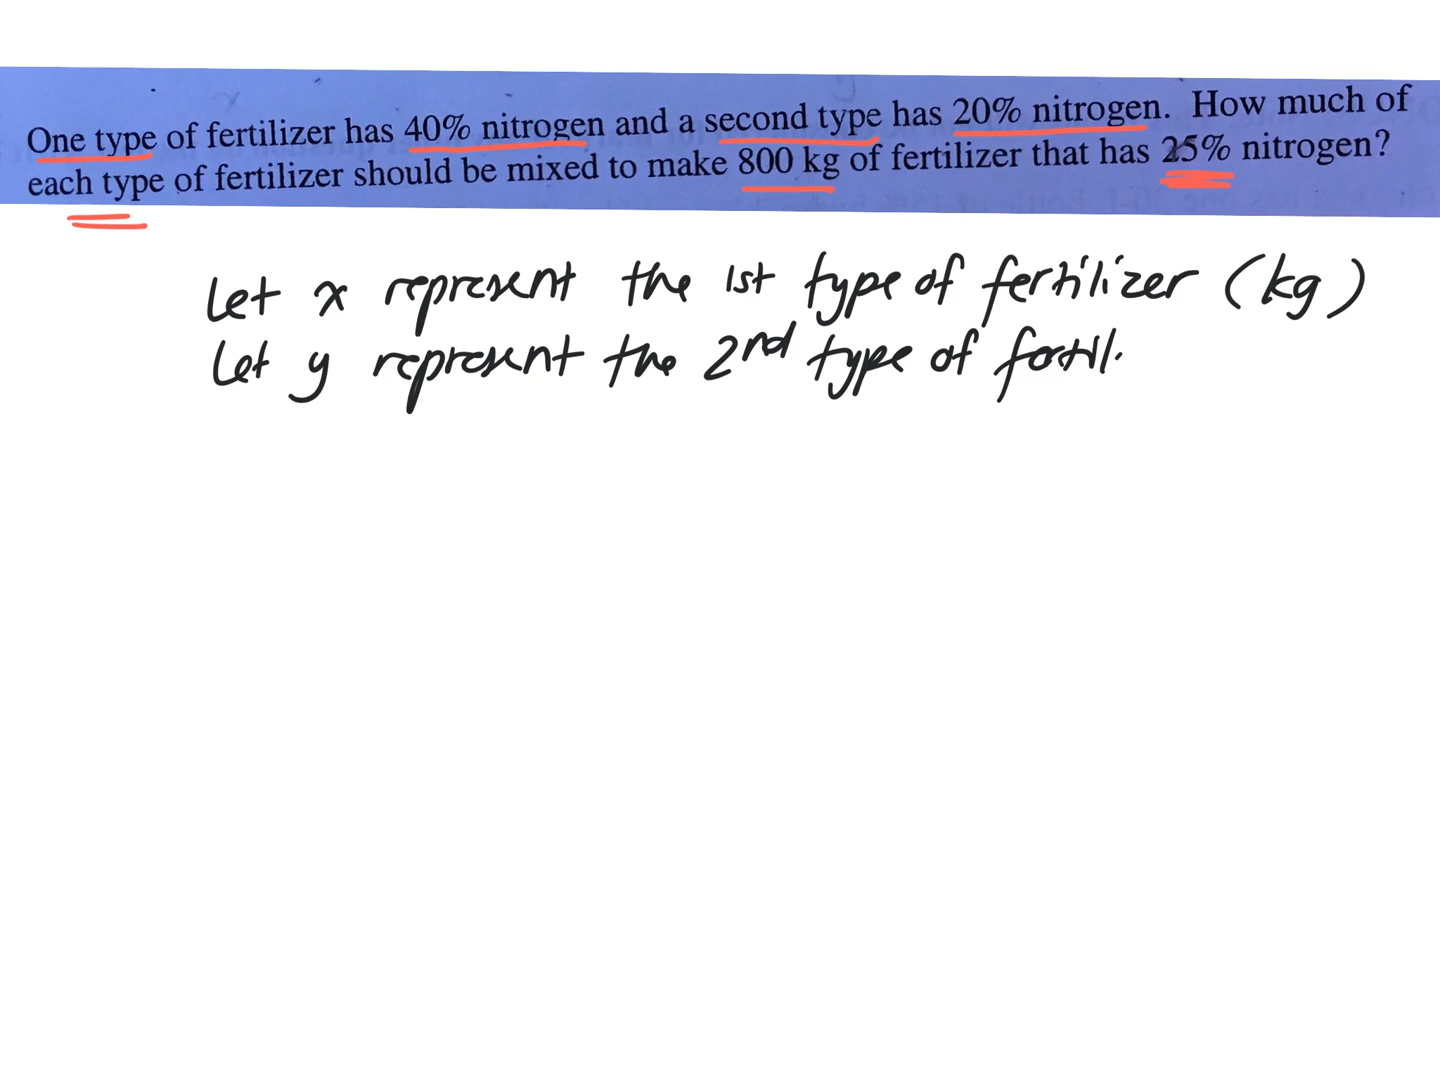 One type of fertilizer has 40% nitrogen and a second type has 20% nitrogen. How much of
each type of fertilizer should be mixed to make 800 kg of fertilizer that has 25% nitrogen?
Let x represent the 1st type of fertilizer (kg)
Let y represent the 2nd type of fertil.